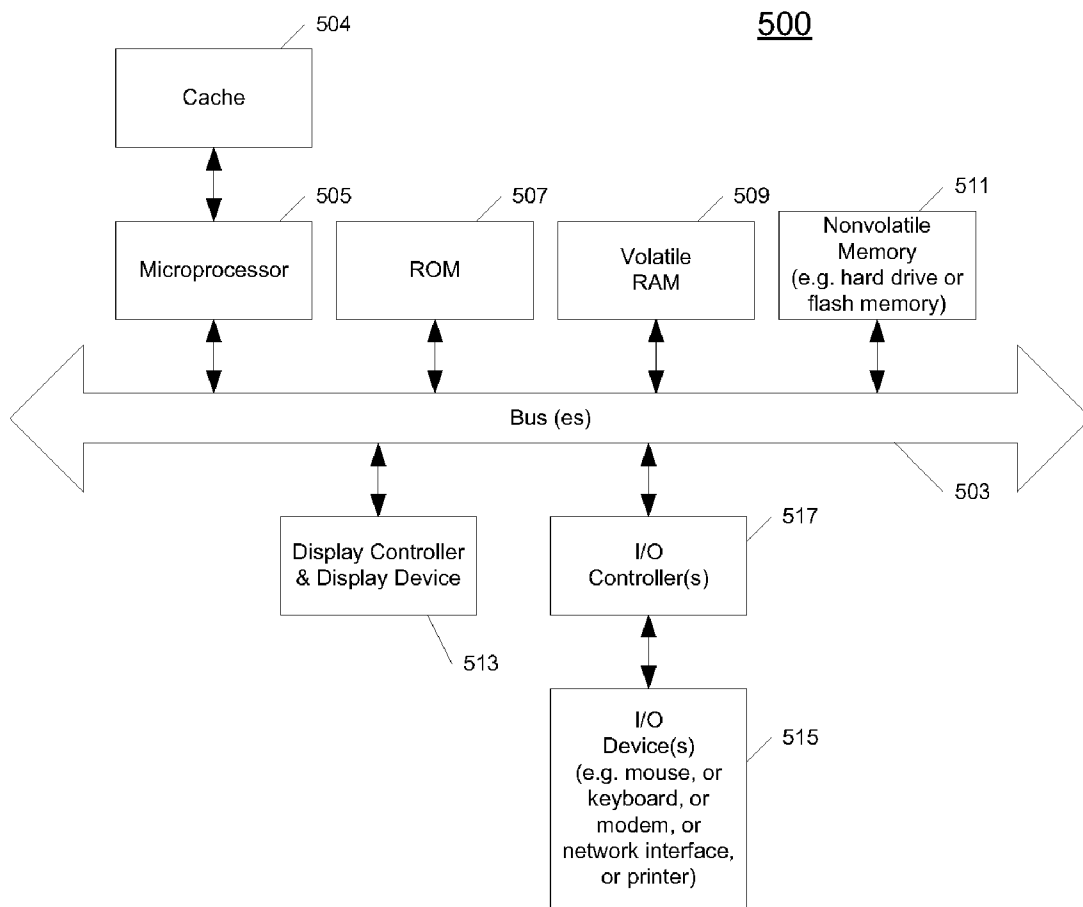 500
504
Cache
505
507
509
511
Microprocessor
ROM
Volatile
RAM
Nonvolatile
Memory
(e.g. hard drive or
flash memory)
Bus (es)
503
Display Controller
& Display Device
513
517
I/O
Controller(s)
I/O
Device(s)
(e.g. mouse, or
keyboard, or
modem, or
network interface,
or printer)
515